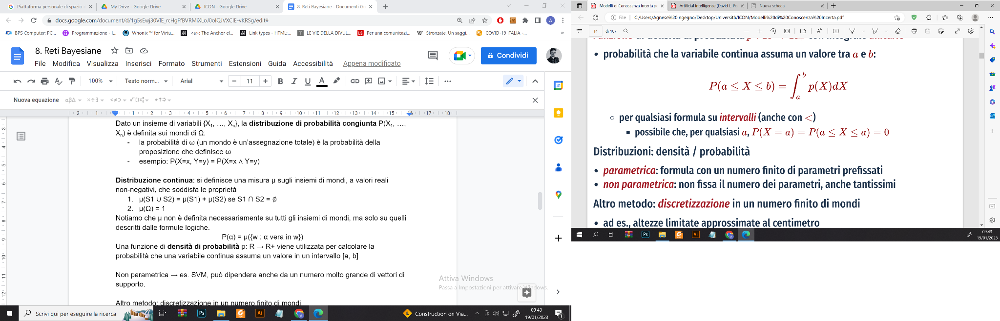 Piattaforma personale di spazio
My Drive - Google Drive
ICON - Google Drive
8. Reti Bayesiane - Documenti Go
docs.google.com/document/d/1g5sEwj30VlE_rcHgFfBVRMiXLoJ0oIQJVXCIE-vKRSg/edit#
BPS Computer: PC...
Programmazione - I...
Whonix ™ for Virtu...
<a>: The Anchor el...
Link types - HTML:...
LE VIE DELLA DIVUL...
Per una comunicazi...
Stronzate. Un saggi...
COVID-19 ITALIA -...
»
8. Reti Bayesiane
File Modifica Visualizza Inserisci Formato Strumenti Estensioni Guida Accessibilità Appena modificato
Condividi
100% Testo norm... Arial 11 B I U A
Nuova equazione
Dato un insieme di variabili {X₁, …, Xₙ}, la distribuzione di probabilità congiunta P(X₁, …,
Xₙ) è definita sui mondi di Ω:
- la probabilità di ω (un mondo è un’assegnazione totale) è la probabilità della
proposizione che definisce ω
- esempio: P(X=x, Y=y) = P(X=x ∧ Y=y)
Distribuzione continua: si definisce una misura μ sugli insiemi di mondi, a valori reali
non-negativi, che soddisfa le proprietà
1. μ(S1 ∪ S2) = μ(S1) + μ(S2) se S1 ∩ S2 = ∅
2. μ(Ω) = 1
Notiamo che μ non è definita necessariamente su tutti gli insiemi di mondi, ma solo su quelli
descritti dalle formule logiche.
P(α) = μ({w : α vera in w})
Una funzione di densità di probabilità p: R → R+ viene utilizzata per calcolare la
probabilità che una variabile continua assuma un valore in un intervallo [a, b]
Non parametrica → es. SVM, può dipendere anche da un numero molto grande di vettori di
supporto.
Altro metodo: discretizzazione in un numero finito di mondi
Attiva Windows
Passa a Impostazioni per attivare Windows.
Scrivi qui per eseguire la ricerca
Construction on Via...
09:43
19/01/2023
Modelli di Conoscenza Incerta.p
Artificial Intelligence (David L. Po
Nuova scheda
File C:/Users/Agnese%20Ingegno/Desktop/Università/ICON/Modelli%20di%20Conoscenza%20Incerta.pdf
14 di 107
• probabilità che la variabile continua assuma un valore tra a e b:
P(a ≤ X ≤ b) = ∫ₐᵇ p(X)dX
○ per qualsiasi formula su intervalli (anche con <)
▪ possibile che, per qualsiasi a, P(X = a) = P(a ≤ X ≤ a) = 0
Distribuzioni: densità / probabilità
• parametrica: formula con un numero finito di parametri prefissati
• non parametrica: non fissa il numero dei parametri, anche tantissimi
Altro metodo: discretizzazione in un numero finito di mondi
• ad es., altezze limitate approssimate al centimetro
09:43
19/01/2023